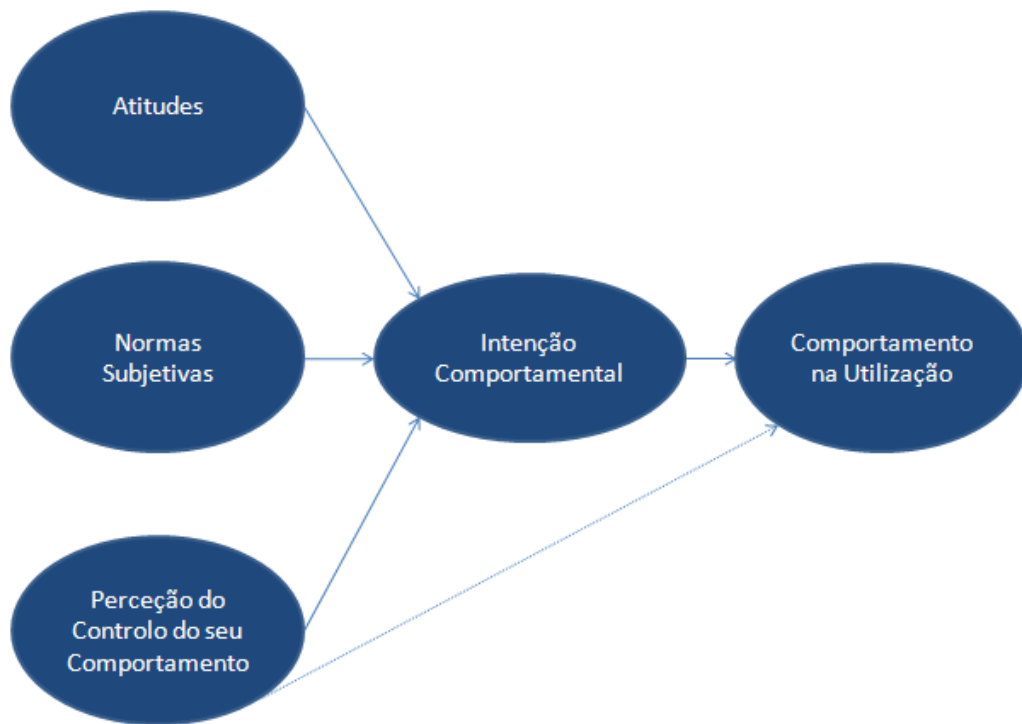 Atitudes
Normas
Subjetivas
Intenção
Comportamental
Comportamento
na Utilização
Perceção do
Controlo do seu
Comportamento